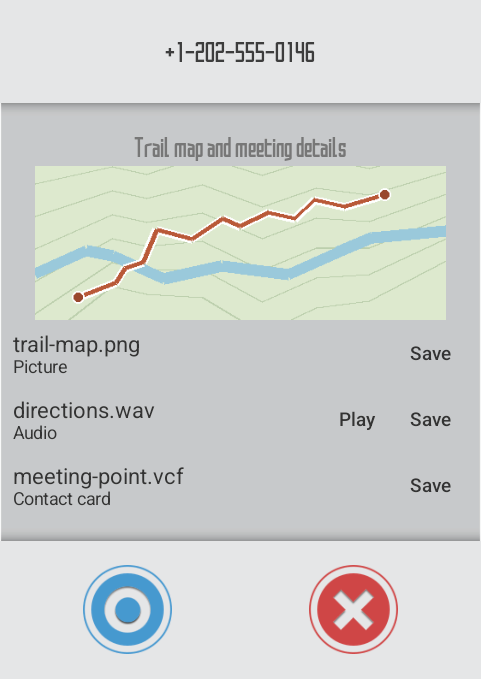 +1-202-555-0146
Trail map and meeting details
trail-map.png
Picture
Save
directions.wav
Audio
Play
Save
meeting-point.vcf
Contact card
Save